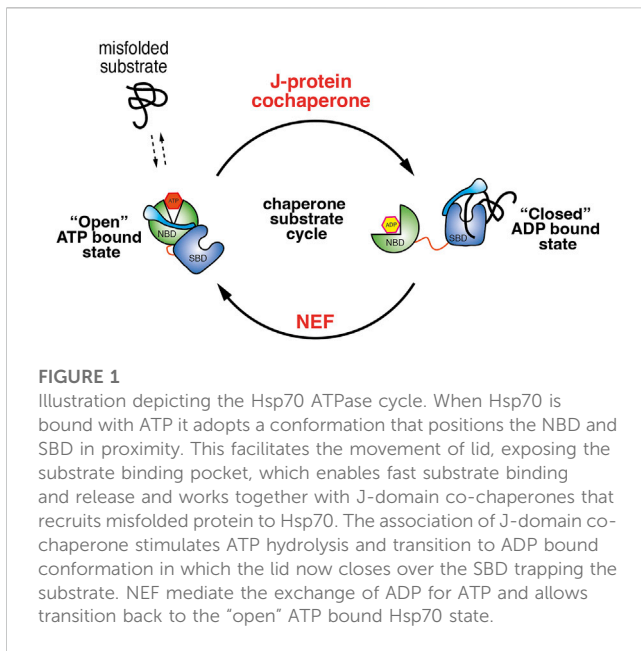 misfolded
substrate
J-protein
cochaperone
"Open"
ATP bound
state
ATP
NBD
SBD
chaperone
substrate
cycle
ADP
NBD
SBD
"Closed"
ADP bound
state
NEF
FIGURE 1
Illustration depicting the Hsp70 ATPase cycle. When Hsp70 is
bound with ATP it adopts a conformation that positions the NBD and
SBD in proximity. This facilitates the movement of lid, exposing the
substrate binding pocket, which enables fast substrate binding
and release and works together with J-domain co-chaperones that
recruits misfolded protein to Hsp70. The association of J-domain co-
chaperone stimulates ATP hydrolysis and transition to ADP bound
conformation in which the lid now closes over the SBD trapping the
substrate. NEF mediate the exchange of ADP for ATP and allows
transition back to the "open" ATP bound Hsp70 state.